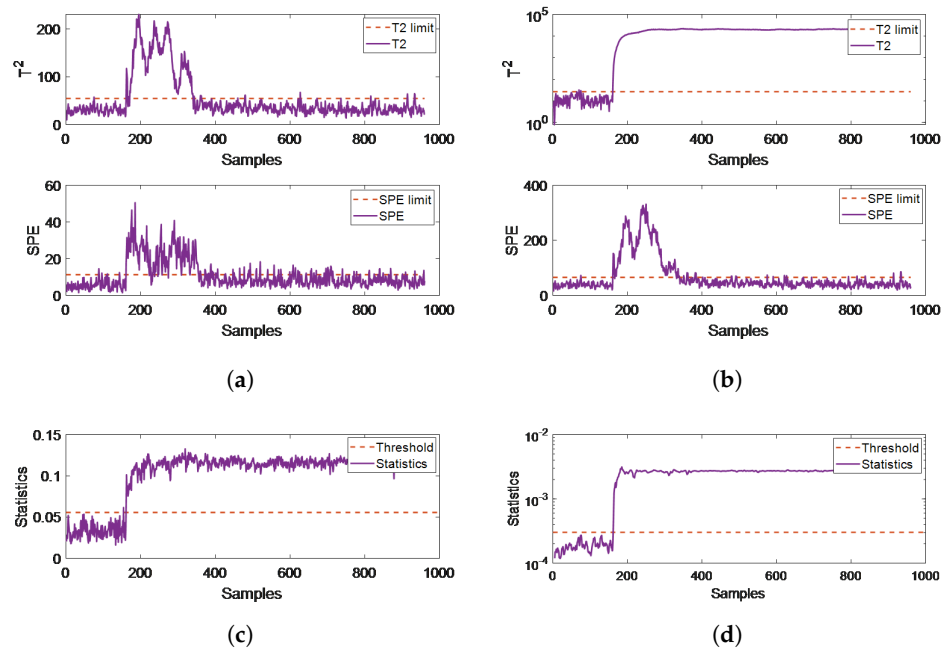 200
100
0
T2
T2 limit
T2
0 200 400 600 800 1000
Samples
10^5
10^0
T2
T2 limit
T2
0 200 400 600 800 1000
Samples
60
40
20
0
SPE
SPE limit
SPE
0 200 400 600 800 1000
Samples
400
200
0
SPE
SPE limit
SPE
0 200 400 600 800 1000
Samples
(a)
(b)
0.15
0.1
0.05
0
Statistics
Threshold
Statistics
0 200 400 600 800 1000
Samples
10^-2
10^-3
10^-4
Statistics
Threshold
Statistics
0 200 400 600 800 1000
Samples
(c)
(d)